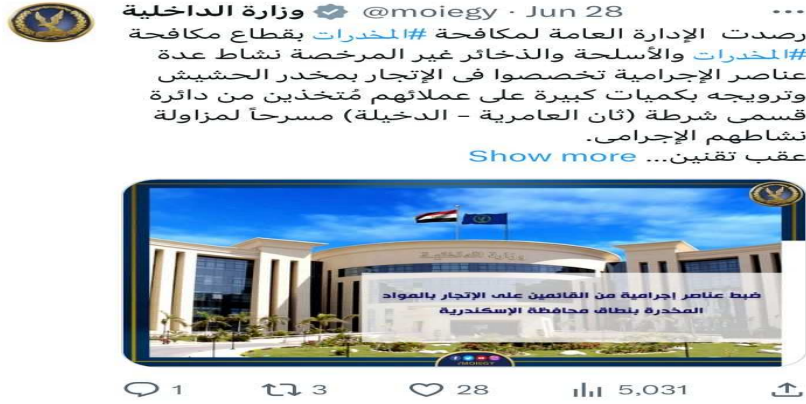 وزارة الداخلية @moiegy · Jun 28
رصدت الإدارة العامة لمكافحة #المخدرات بقطاع مكافحة
#المخدرات والأسلحة والذخائر غير المرخصة نشاط عدة
عناصر الإجرامية تخصصوا فى الإتجار بمخدر الحشيش
وترويجه بكميات كبيرة على عملائهم مُتخذين من دائرة
قسمى شرطة (ثان العامرية – الدخيلة) مسرحاً لمزاولة
نشاطهم الإجرامى.
عقب تقنين... Show more
وزارة الداخلية
ضبط عناصر إجرامية من القائمين على الإتجار بالمواد
المخدرة بنطاق محافظة الإسكندرية
/MOIEGY
1 3 28 5,031